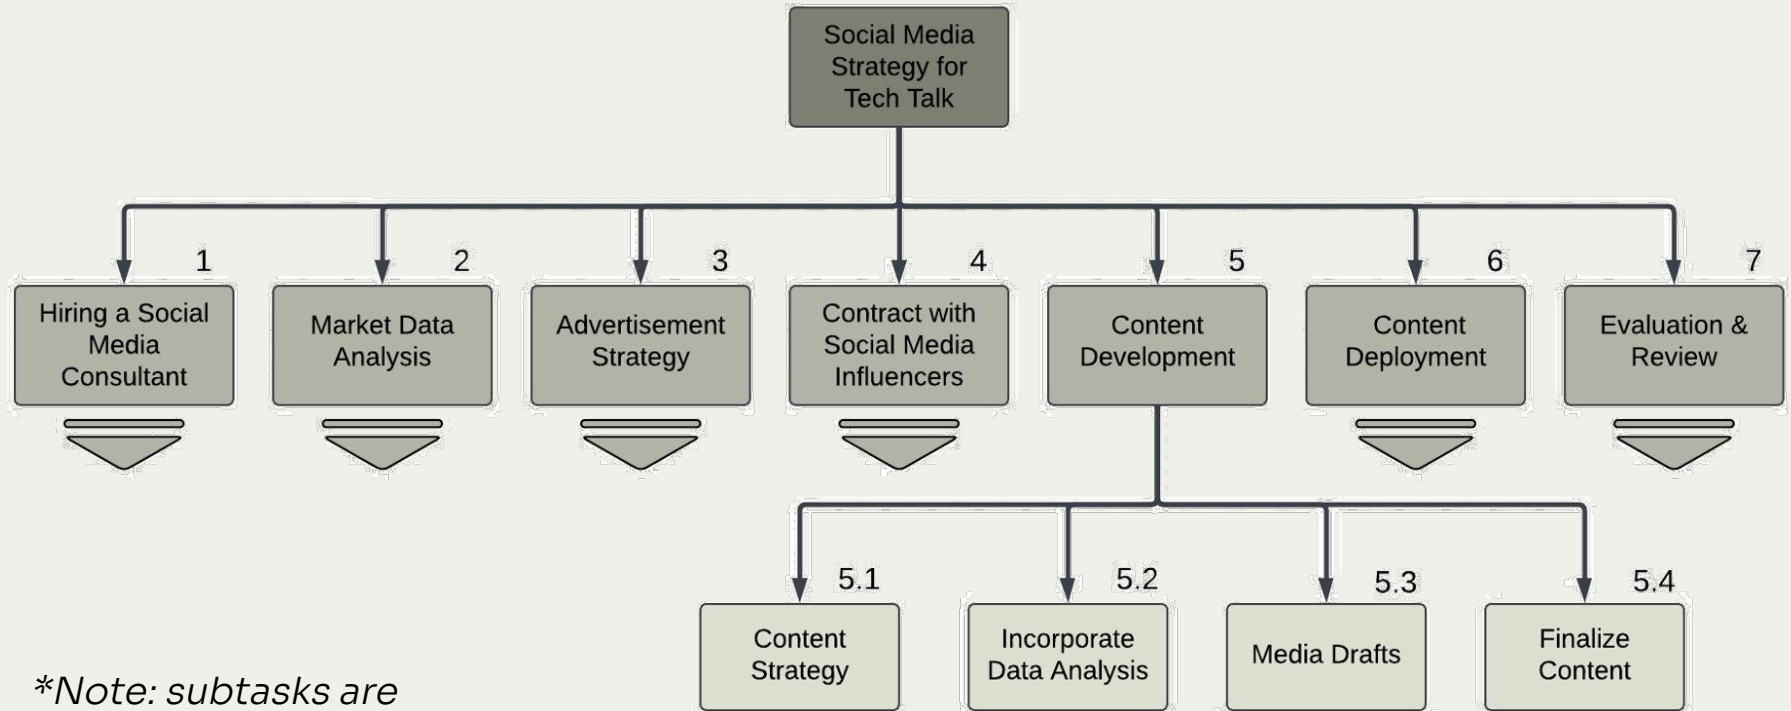 Social Media
Strategy for
Tech Talk
1
Hiring a Social
Media
Consultant
2
Market Data
Analysis
3
Advertisement
Strategy
4
Contract with
Social Media
Influencers
5
Content
Development
6
Content
Deployment
7
Evaluation &
Review
5.1
Content
Strategy
5.2
Incorporate
Data Analysis
5.3
Media Drafts
5.4
Finalize
Content
*Note: subtasks are